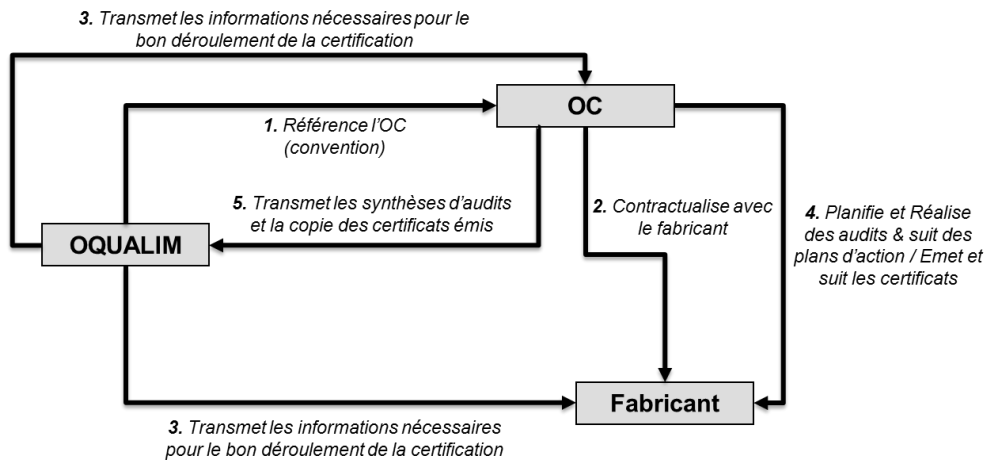 3. Transmet les informations nécessaires pour le
bon déroulement de la certification
OC
1. Référence l’OC
(convention)
5. Transmet les synthèses d’audits
et la copie des certificats émis
2. Contractualise avec
le fabricant
4. Planifie et Réalise
des audits & suit des
plans d’action / Emet et
suit les certificats
OQUALIM
Fabricant
3. Transmet les informations nécessaires
pour le bon déroulement de la certification